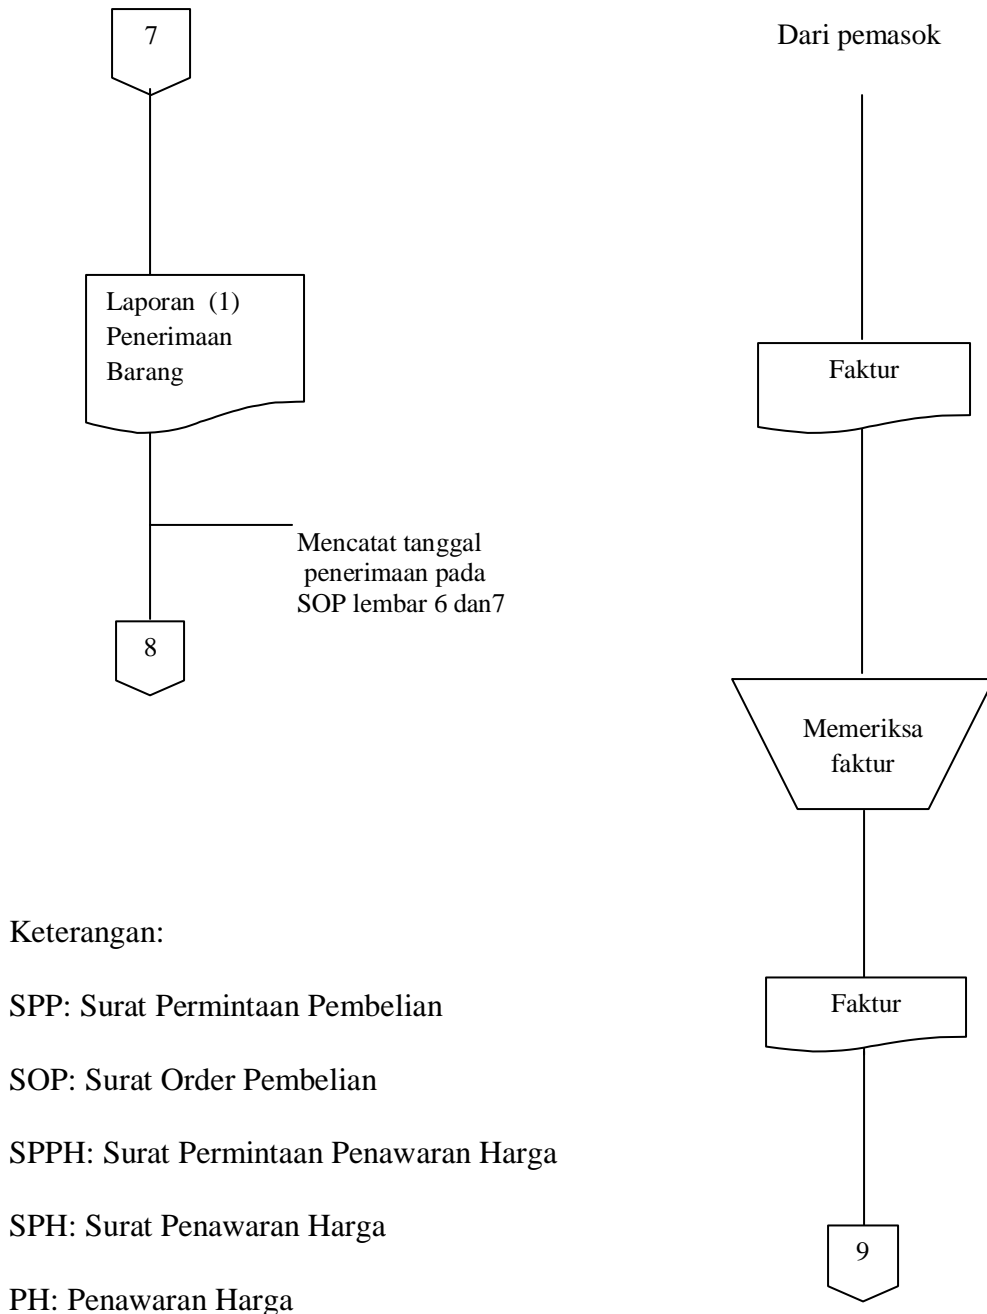 7
Dari pemasok
Laporan (1)
Penerimaan
Barang
Faktur
Mencatat tanggal
penerimaan pada
SOP lembar 6 dan7
8
Memeriksa
faktur
Keterangan:
SPP: Surat Permintaan Pembelian
Faktur
SOP: Surat Order Pembelian
SPPH: Surat Permintaan Penawaran Harga
SPH: Surat Penawaran Harga
9
PH: Penawaran Harga